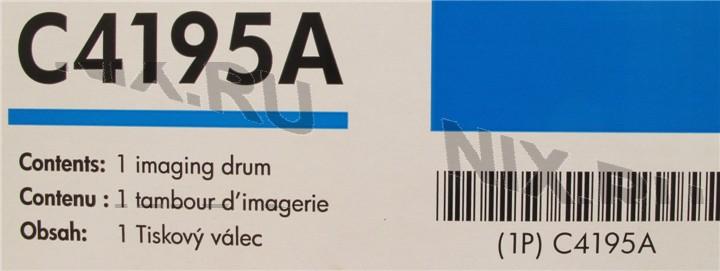 C4195A
Contents: 1 imaging drum
Contenu : 1 tambour d'imagerie
Obsah: 1 Tiskový válec
(1P) C4195A
NIX.RU
NIX.RU